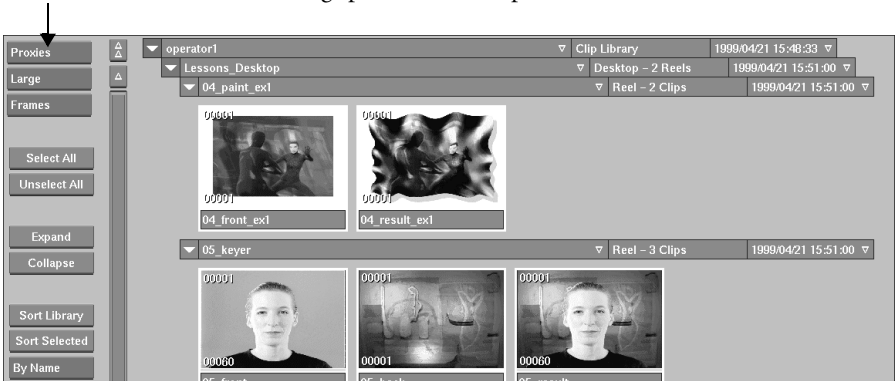 Proxies
Large
Frames
Select All
Unselect All
Expand
Collapse
Sort Library
Sort Selected
By Name
operator1 Clip Library 1999/04/21 15:48:33
Lessons_Desktop Desktop – 2 Reels 1999/04/21 15:51:00
04_paint_ex1 Reel – 2 Clips 1999/04/21 15:51:00
00001 00001
00001 00001
04_front_ex1 04_result_ex1
05_keyer Reel – 3 Clips 1999/04/21 15:51:00
00001 00001 00001
00060 00001 00060
05_front 05_back 05_result